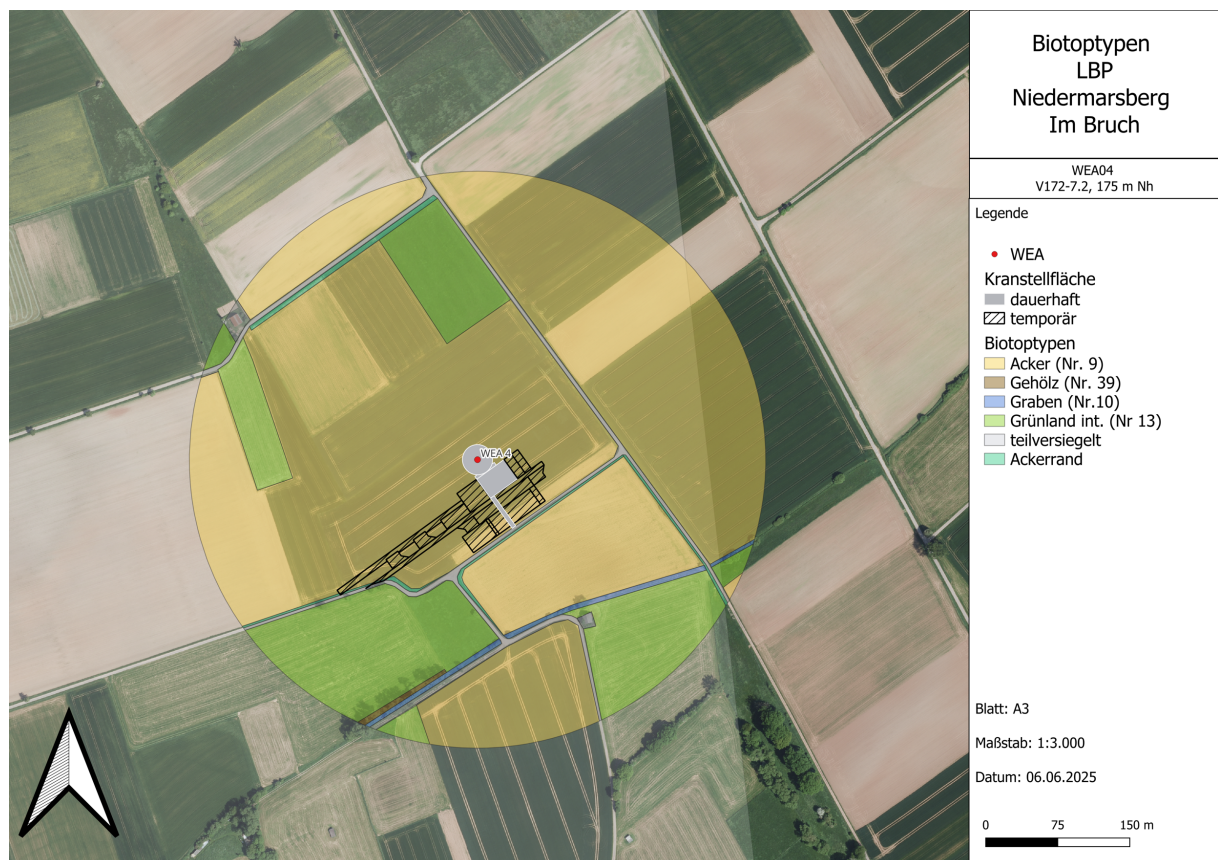 Biotoptypen
LBP
Niedermarsberg
Im Bruch
WEA04
V172-7.2, 175 m Nh
Legende
WEA
Kranstellfläche
dauerhaft
temporär
Biotoptypen
Acker (Nr. 9)
Gehölz (Nr. 39)
Graben (Nr.10)
Grünland int. (Nr 13)
teilversiegelt
Ackerrand
WEA 4
Blatt: A3
Maßstab: 1:3.000
Datum: 06.06.2025
0 75 150 m